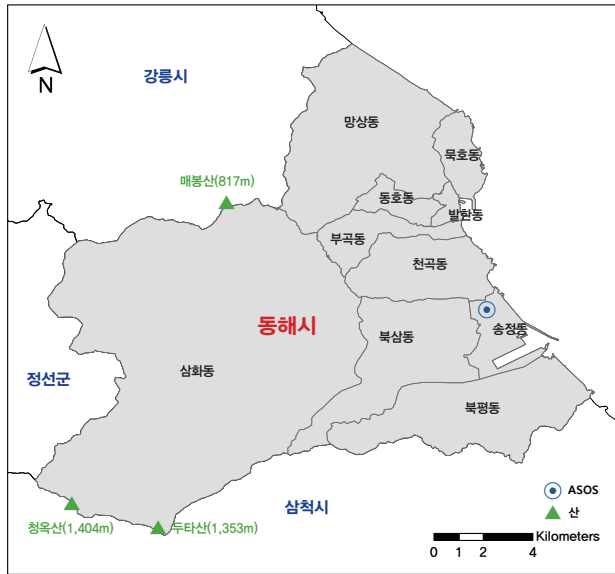 N
강릉시
망상동
묵호동
매봉산(817m)
동호동
발한동
부곡동
천곡동
동해시
송정동
북삼동
삼화동
정선군
북평동
삼척시
청옥산(1,404m)
두타산(1,353m)
ASOS
산
Kilometers
0 1 2 4